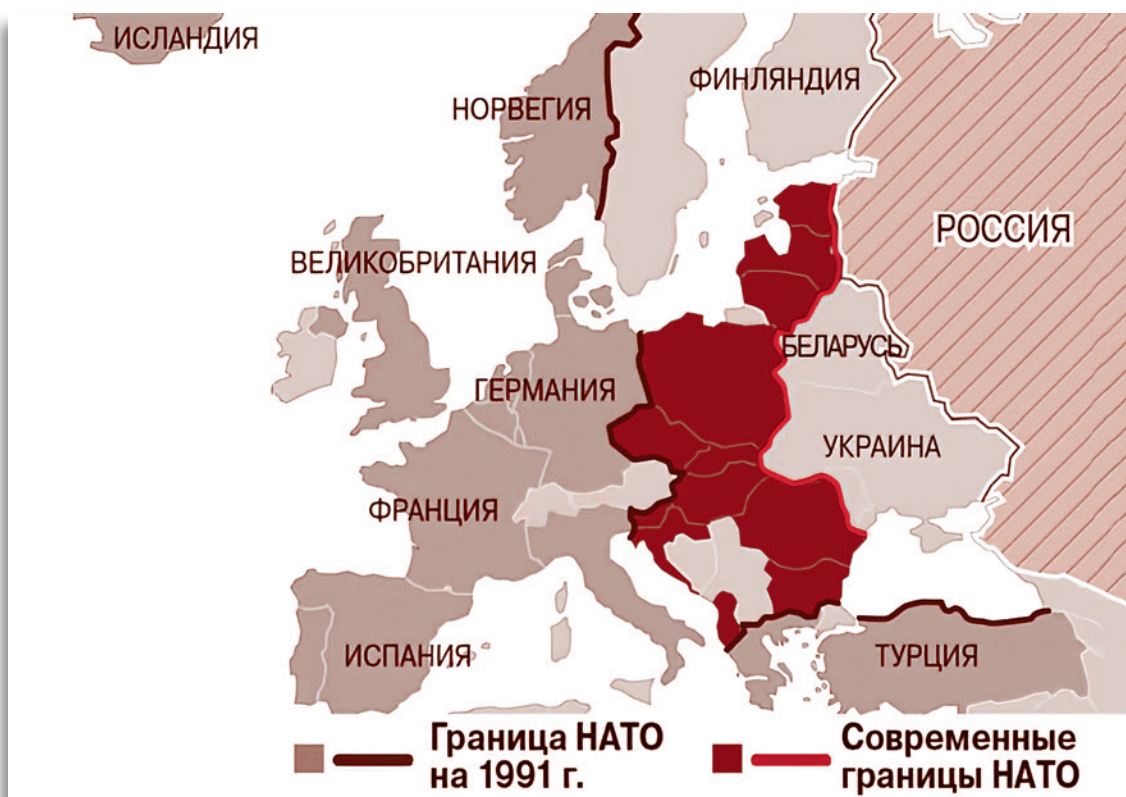 ИСЛАНДИЯ
НОРВЕГИЯ
ФИНЛЯНДИЯ
РОССИЯ
ВЕЛИКОБРИТАНИЯ
БЕЛАРУСЬ
ГЕРМАНИЯ
УКРАИНА
ФРАНЦИЯ
ИСПАНИЯ
ТУРЦИЯ
Граница НАТО
на 1991 г.
Современные
границы НАТО